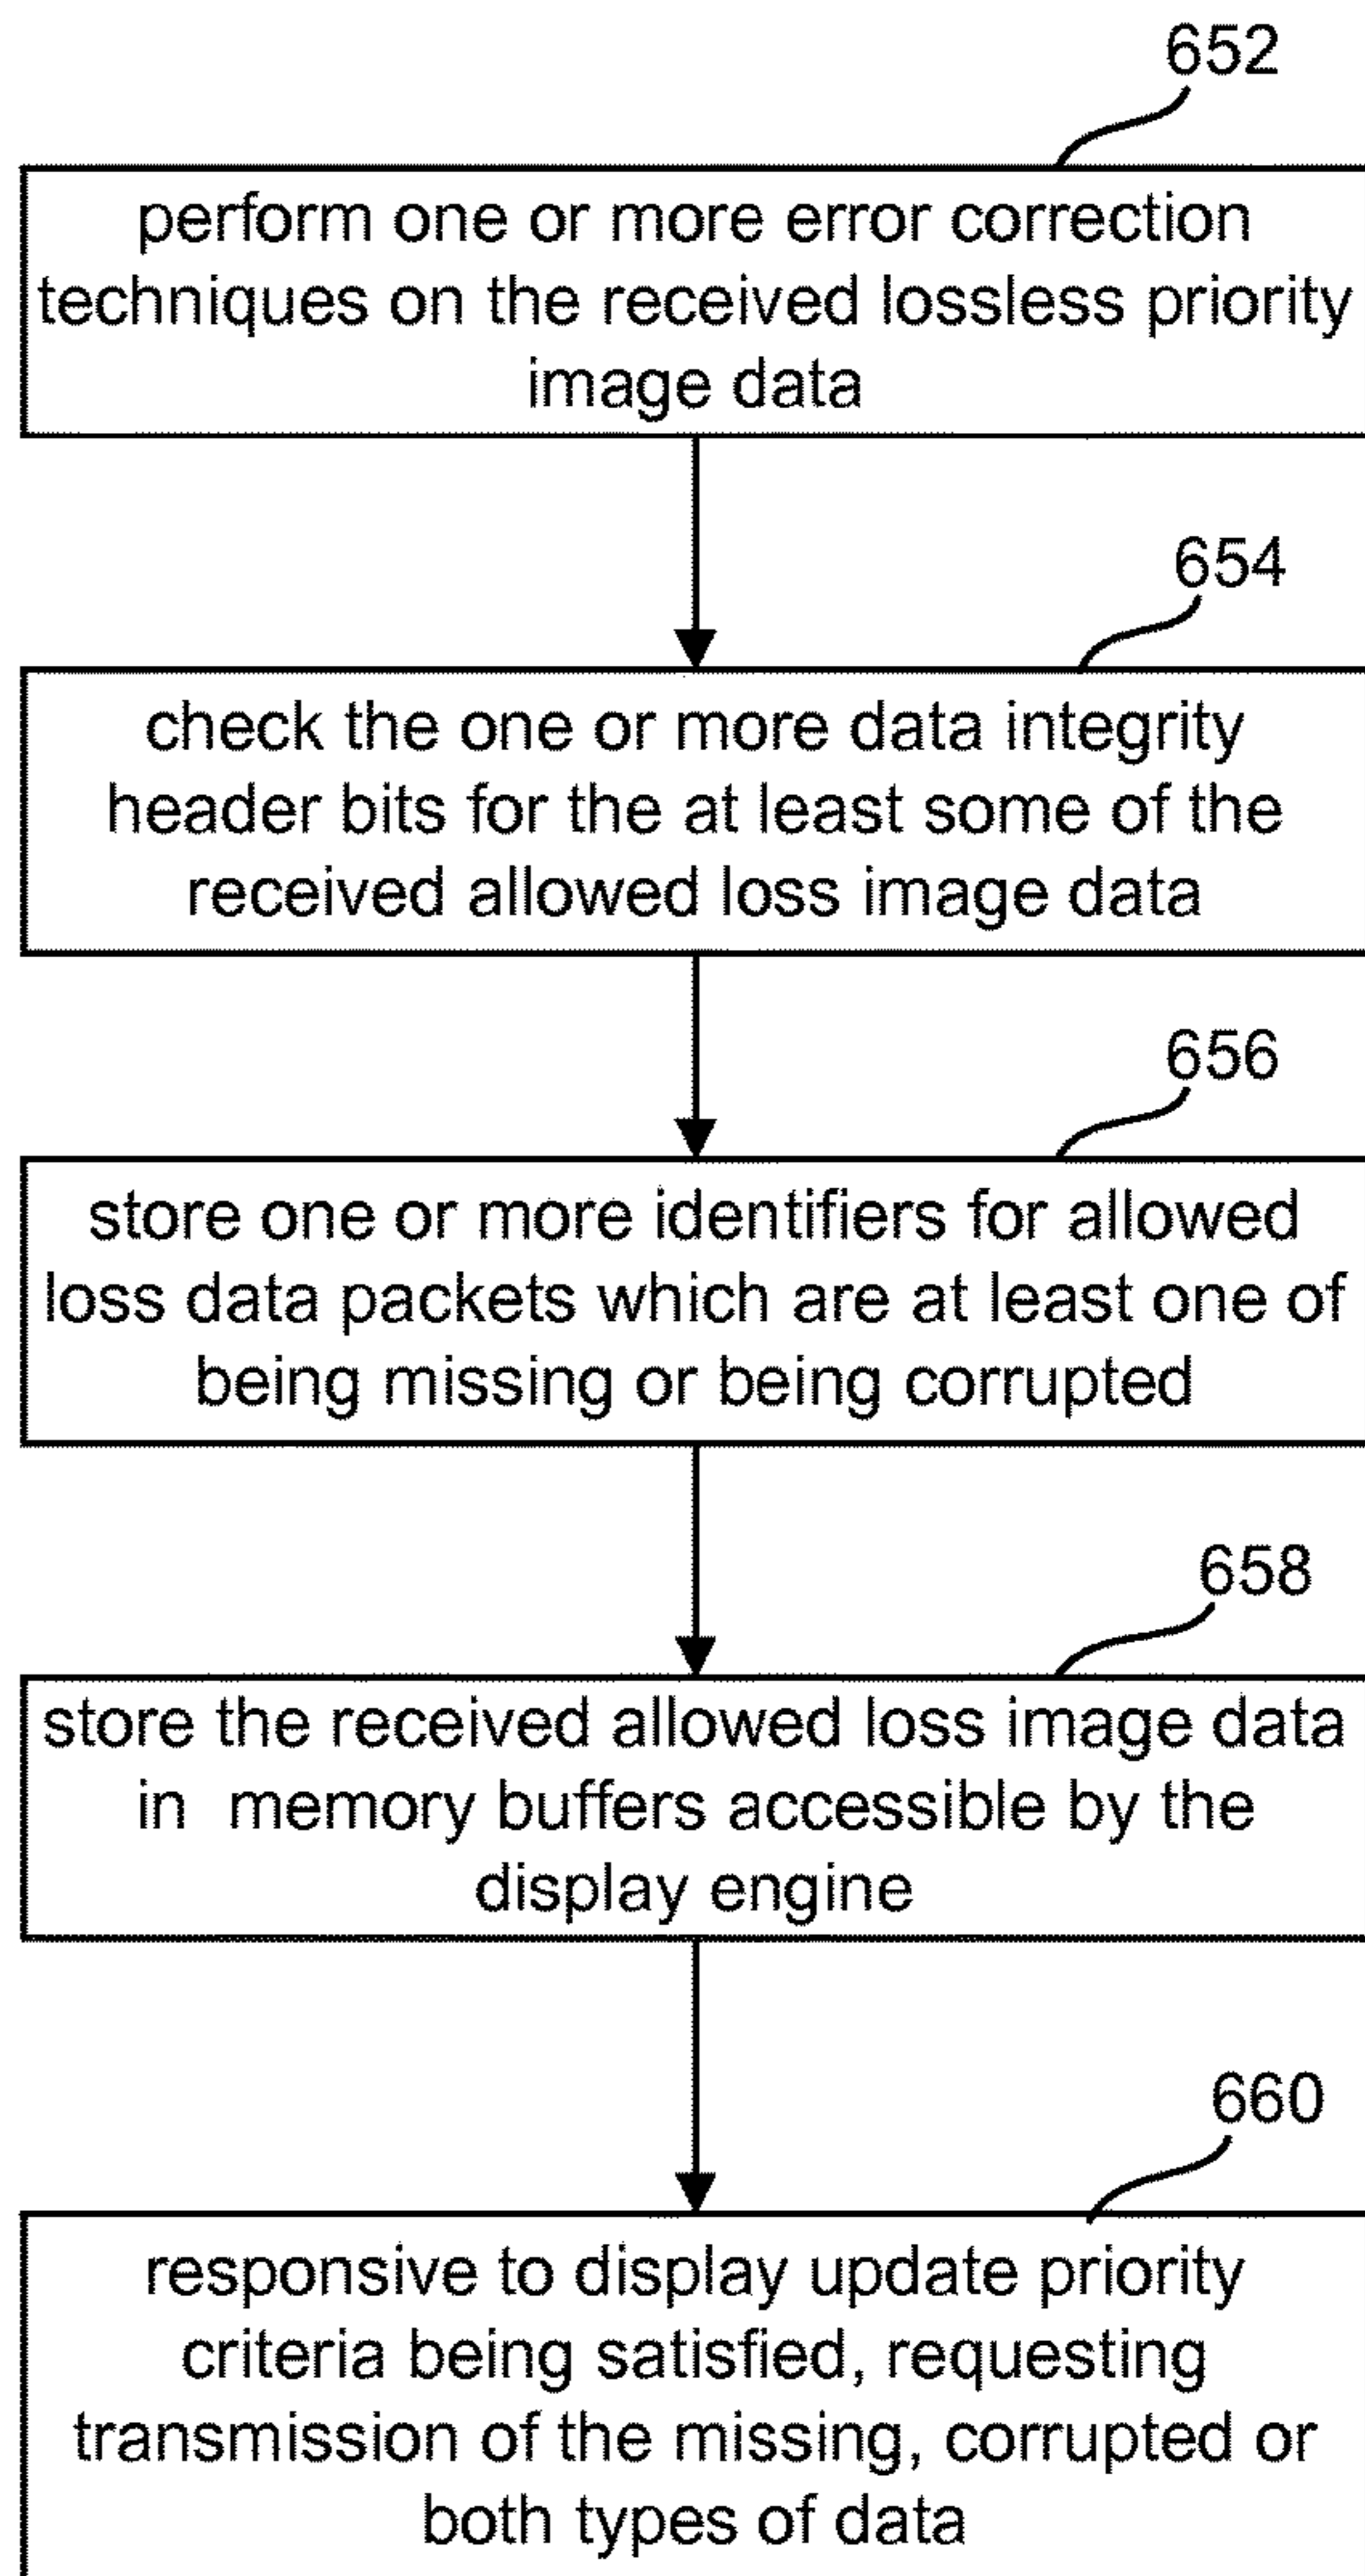 652
perform one or more error correction
techniques on the received lossless priority
image data
654
check the one or more data integrity
header bits for the at least some of the
received allowed loss image data
656
store one or more identifiers for allowed
loss data packets which are at least one of
being missing or being corrupted
658
store the received allowed loss image data
in memory buffers accessible by the
display engine
660
responsive to display update priority
criteria being satisfied, requesting
transmission of the missing, corrupted or
both types of data